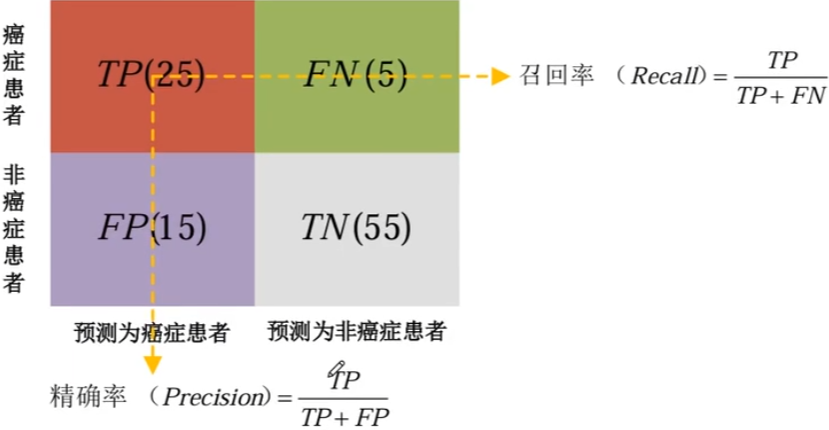 癌症患者
TP(25)
FN(5)
召回率 （Recall)= TP / TP + FN
非癌症患者
FP(15)
TN(55)
预测为癌症患者
预测为非癌症患者
精确率 （Precision)= TP / TP + FP